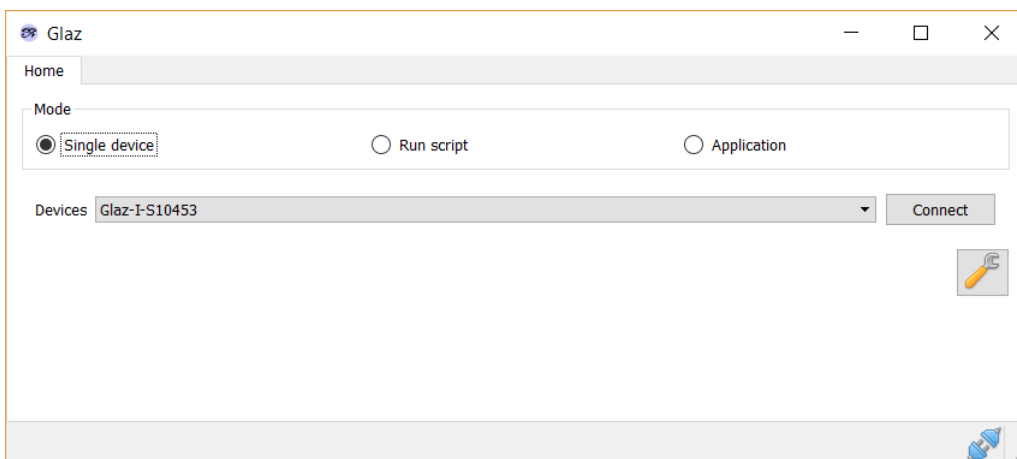 Glaz
Home
Mode
Single device Run script Application
Devices Glaz-I-S10453 Connect